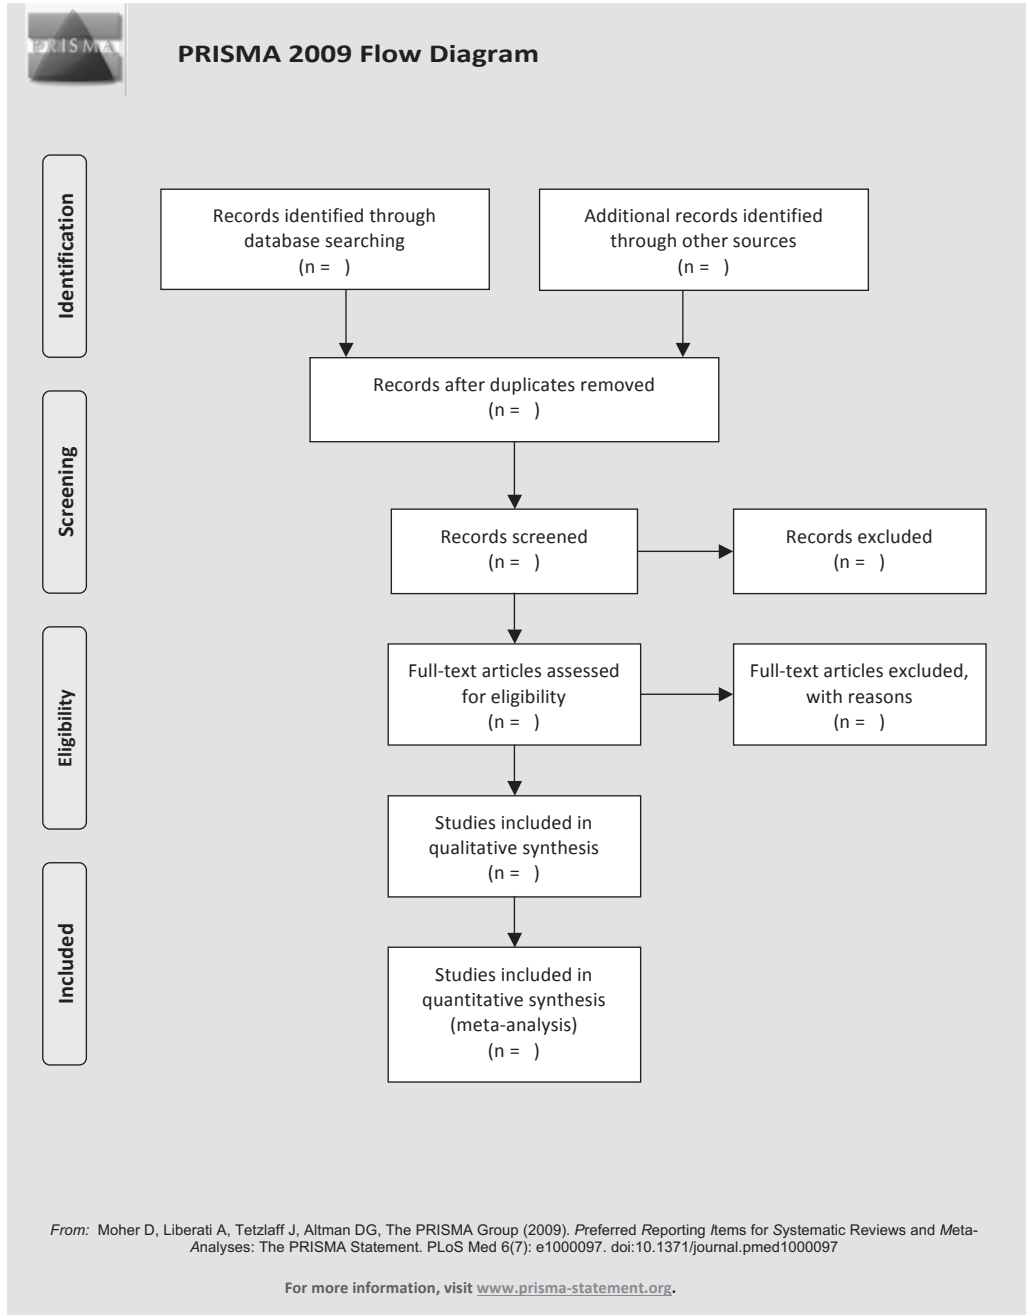 PRISMA
PRISMA 2009 Flow Diagram
Identification
Records identified through
database searching
(n =   )
Additional records identified
through other sources
(n =   )
Records after duplicates removed
(n =   )
Screening
Records screened
(n =   )
Records excluded
(n =   )
Eligibility
Full-text articles assessed
for eligibility
(n =   )
Full-text articles excluded,
with reasons
(n =   )
Studies included in
qualitative synthesis
(n =   )
Included
Studies included in
quantitative synthesis
(meta-analysis)
(n =   )
From: Moher D, Liberati A, Tetzlaff J, Altman DG, The PRISMA Group (2009). Preferred Reporting Items for Systematic Reviews and Meta-
Analyses: The PRISMA Statement. PLoS Med 6(7): e1000097. doi:10.1371/journal.pmed1000097
For more information, visit www.prisma-statement.org.